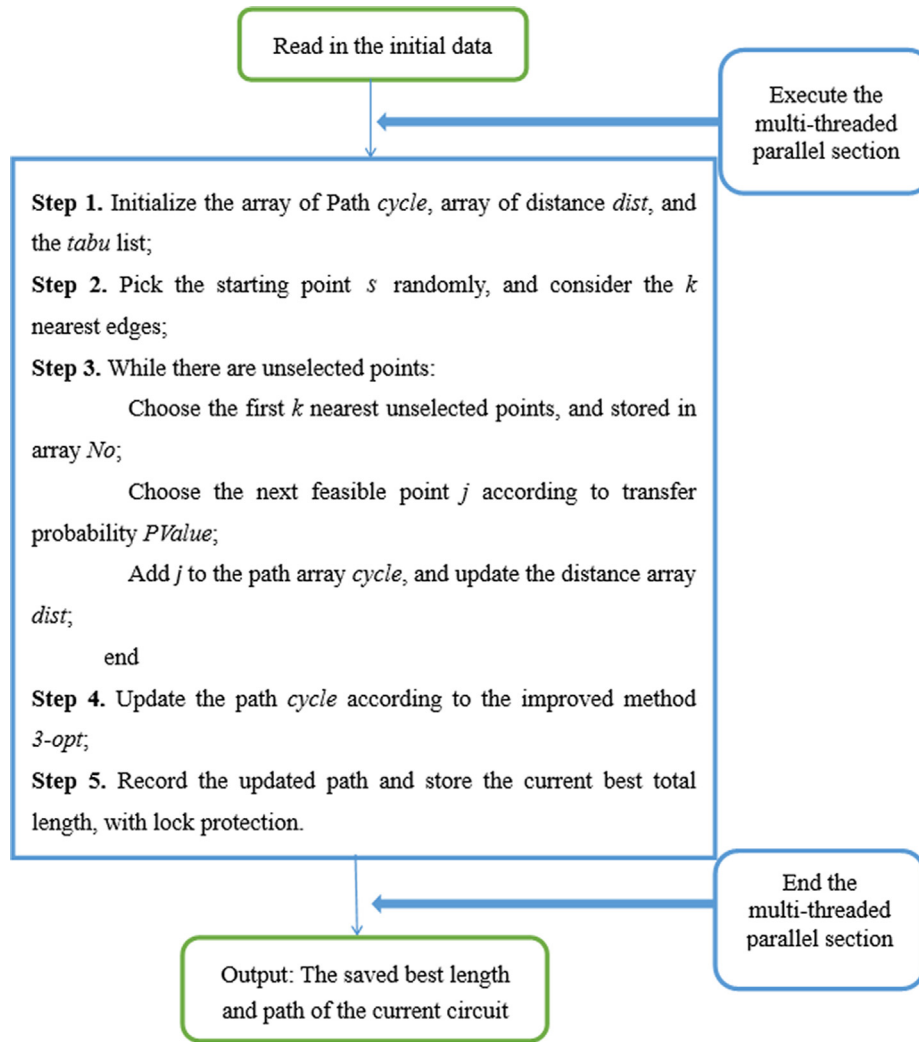 Read in the initial data
Execute the
multi-threaded
parallel section
Step 1. Initialize the array of Path cycle, array of distance dist, and
the tabu list;
Step 2. Pick the starting point s randomly, and consider the k
nearest edges;
Step 3. While there are unselected points:
Choose the first k nearest unselected points, and stored in
array No;
Choose the next feasible point j according to transfer
probability PValue;
Add j to the path array cycle, and update the distance array
dist;
end
Step 4. Update the path cycle according to the improved method
3-opt;
Step 5. Record the updated path and store the current best total
length, with lock protection.
End the
multi-threaded
parallel section
Output: The saved best length
and path of the current circuit